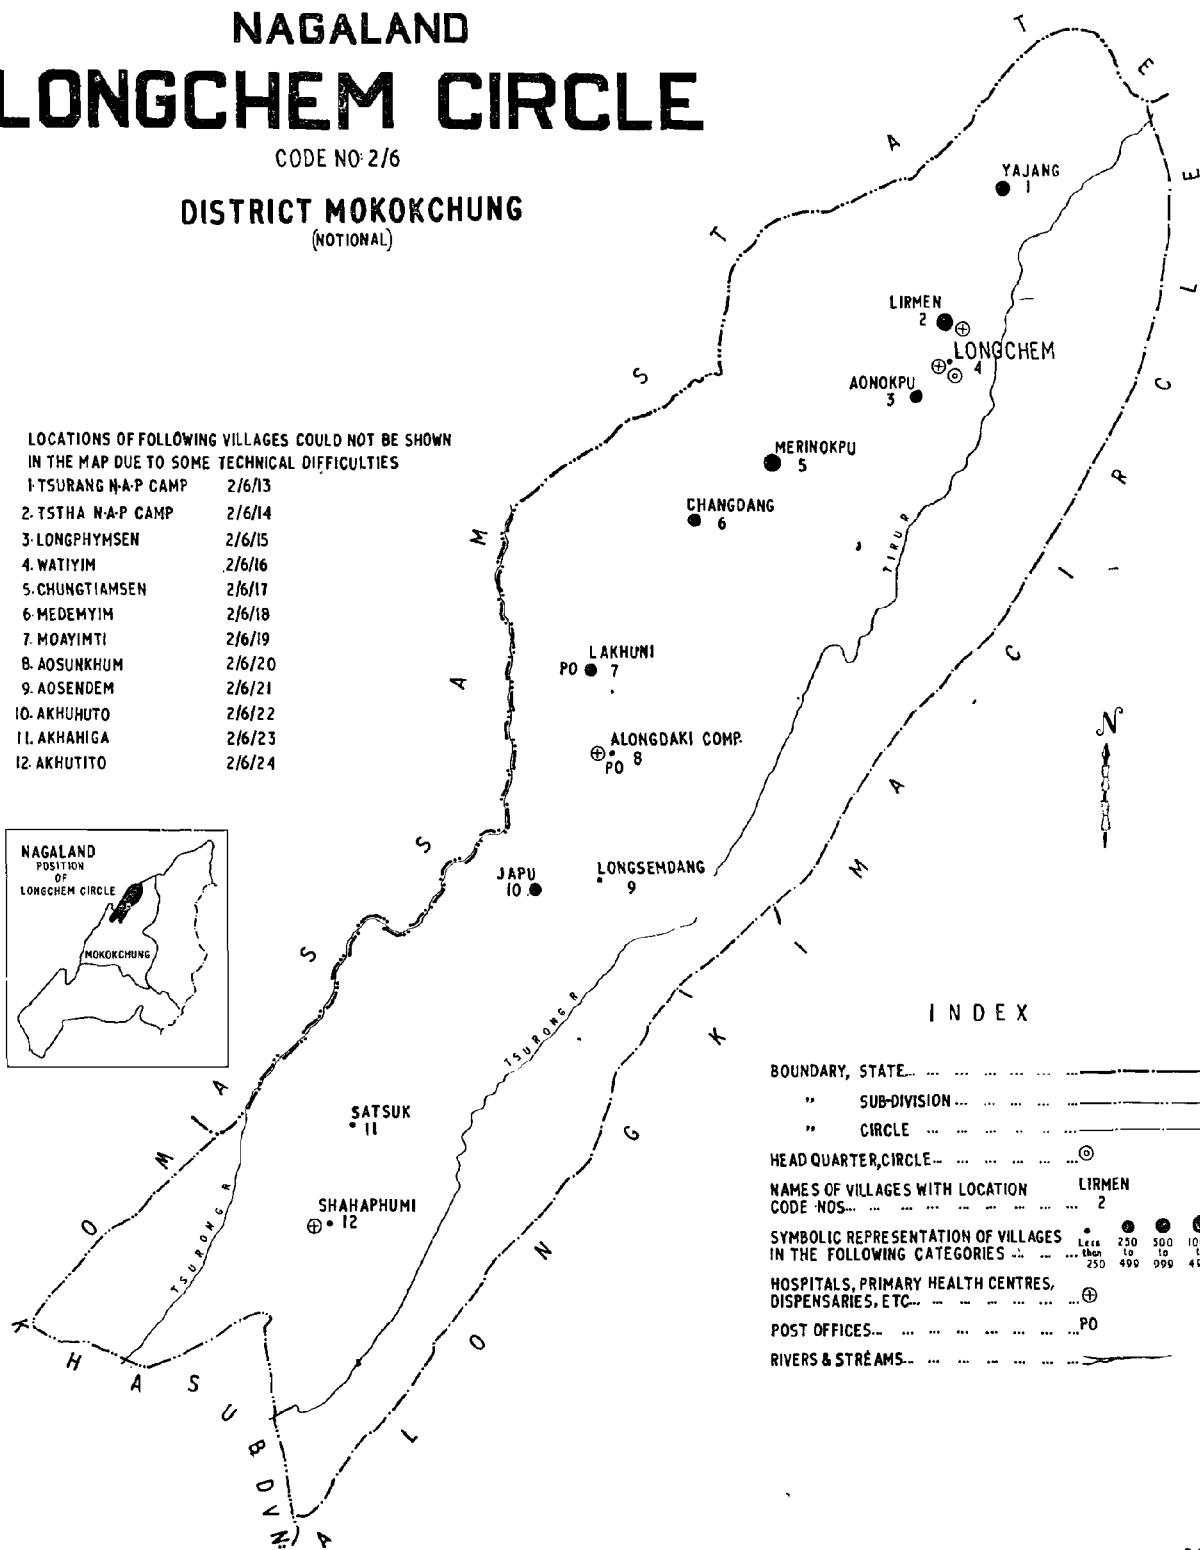 NAGALAND
LONGCHEM CIRCLE
CODE NO: 2/6
DISTRICT MOKOKCHUNG
(NOTIONAL)
LOCATIONS OF FOLLOWING VILLAGES COULD NOT BE SHOWN
IN THE MAP DUE TO SOME TECHNICAL DIFFICULTIES
1. TSURANG N.A.P CAMP 2/6/13
2. TSTHA N.A.P CAMP 2/6/14
3. LONGPHYMSEN 2/6/15
4. WATIYIM 2/6/16
5. CHUNGTIAMSEN 2/6/17
6. MEDEMYIM 2/6/18
7. MOAYIMTI 2/6/19
8. AOSUNKHUM 2/6/20
9. AOSENDEM 2/6/21
10. AKHUHUTO 2/6/22
11. AKHAHIGA 2/6/23
12. AKHUTITO 2/6/24
ASSAM STATE
YAJANG
1
LIRMEN
2
LONGCHEM
4
AONOKPU
3
MERINOKPU
5
CHANGDANG
6
TIRUR
LAKHUNI
PO 7
ALONGDAKI COMP.
8
PO
JAPU
10
LONGSEMDANG
9
TSURONG R
SATSUK
11
SHAHAPHUMI
12
TSURONG R
KOMIA
KHA SUB DVN
LONGKIM A CIRCLE
N
NAGALAND
POSITION
OF
LONGCHEM CIRCLE
MOKOKCHUNG
INDEX
BOUNDARY, STATE
" SUB-DIVISION
" CIRCLE
HEAD QUARTER, CIRCLE
NAMES OF VILLAGES WITH LOCATION LIRMEN
CODE NOS 2
SYMBOLIC REPRESENTATION OF VILLAGES
IN THE FOLLOWING CATEGORIES
Less than 250
250 to 499
500 to 999
HOSPITALS, PRIMARY HEALTH CENTRES,
DISPENSARIES, ETC
POST OFFICES PO
RIVERS & STREAMS